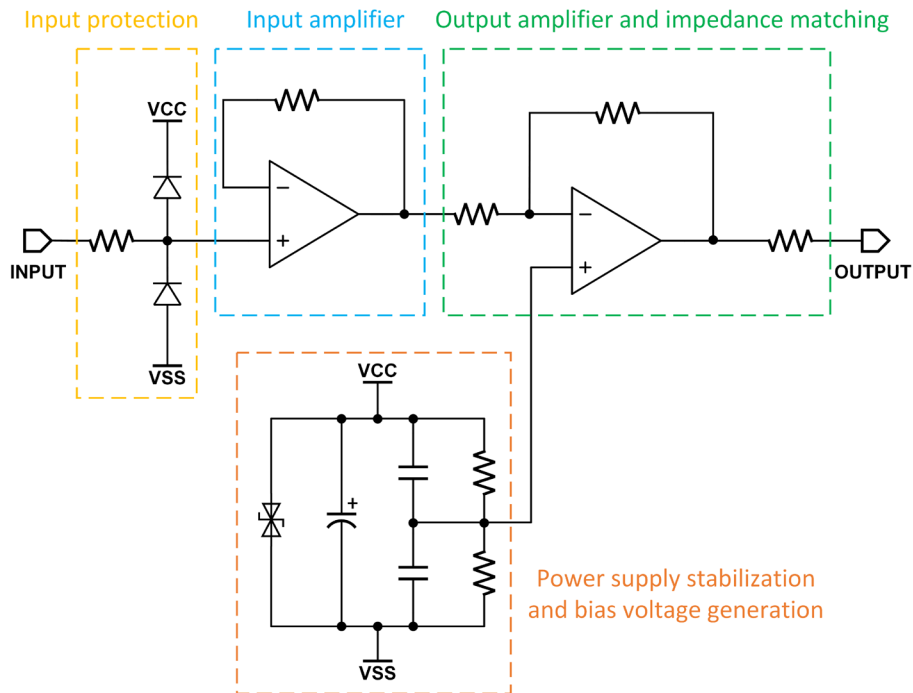 Input protection
Input amplifier
Output amplifier and impedance matching
VCC
−
+
INPUT
VSS
−
+
OUTPUT
VCC
+
VSS
Power supply stabilization
and bias voltage generation